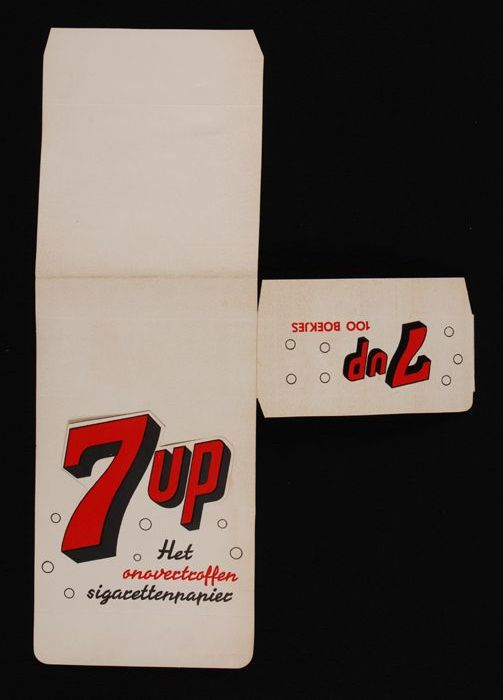 7up
Het
onovertroffen
sigarettenpapier
7up
100 BOEKJES